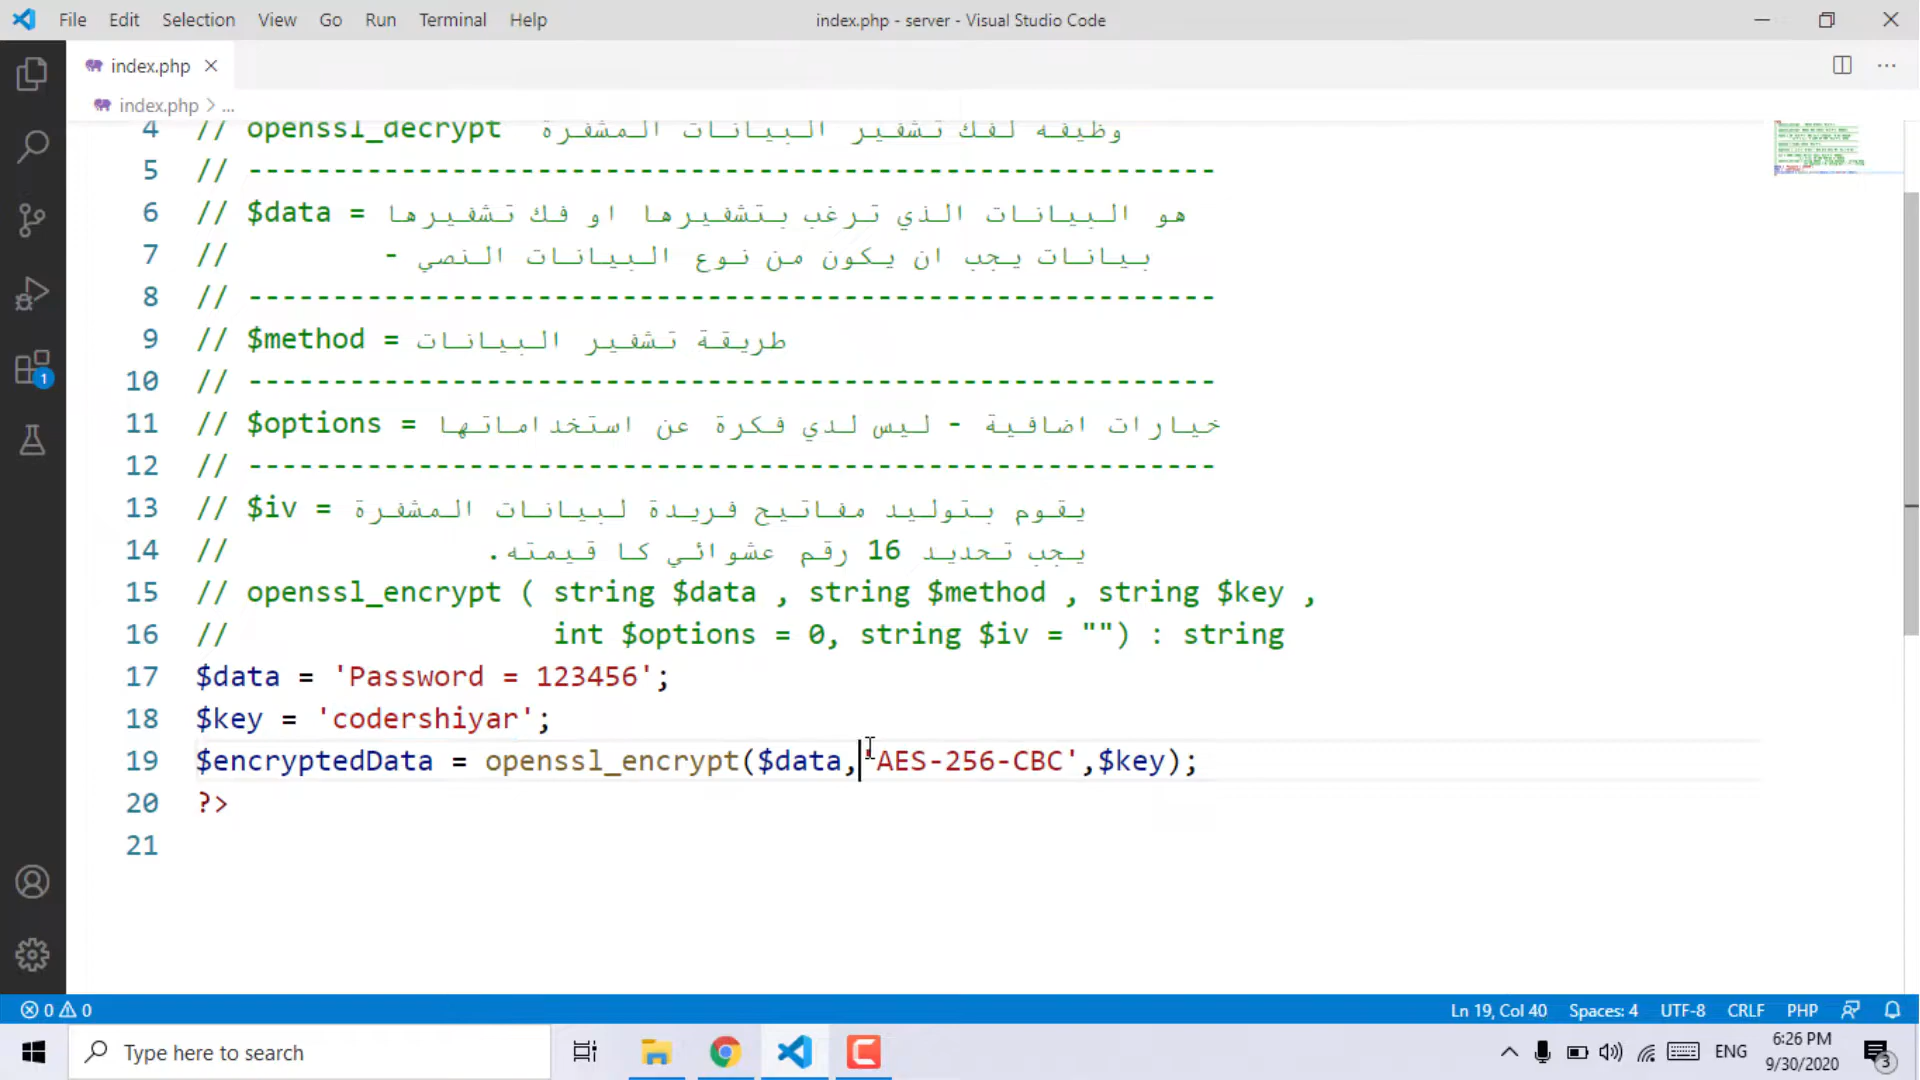 File Edit Selection View Go Run Terminal Help
index.php - server - Visual Studio Code
index.php
index.php > ...
4 // openssl_decrypt وظيفه لفك تشفير البيانات المشفرة
5 // ---------------------------------------------------------
6 // $data = هو البيانات الذي ترغب بتشفيرها او فك تشفيرها
7 // - بيانات يجب ان يكون من نوع البيانات النصي
8 // ---------------------------------------------------------
9 // $method = طريقة تشفير البيانات
10 // ---------------------------------------------------------
11 // $options = خيارات اضافية - ليس لدي فكرة عن استخداماتها
12 // ---------------------------------------------------------
13 // $iv = يقوم بتوليد مفاتيح فريدة لبيانات المشفرة
14 // يجب تحديد 16 رقم عشوائي كا قيمته.
15 // openssl_encrypt ( string $data , string $method , string $key ,
16 // int $options = 0, string $iv = "") : string
17 $data = 'Password = 123456';
18 $key = 'codershiyar';
19 $encryptedData = openssl_encrypt($data,'AES-256-CBC',$key);
20 ?>
21
1
0 0
Ln 19, Col 40 Spaces: 4 UTF-8 CRLF PHP
Type here to search
ENG
6:26 PM
9/30/2020
3